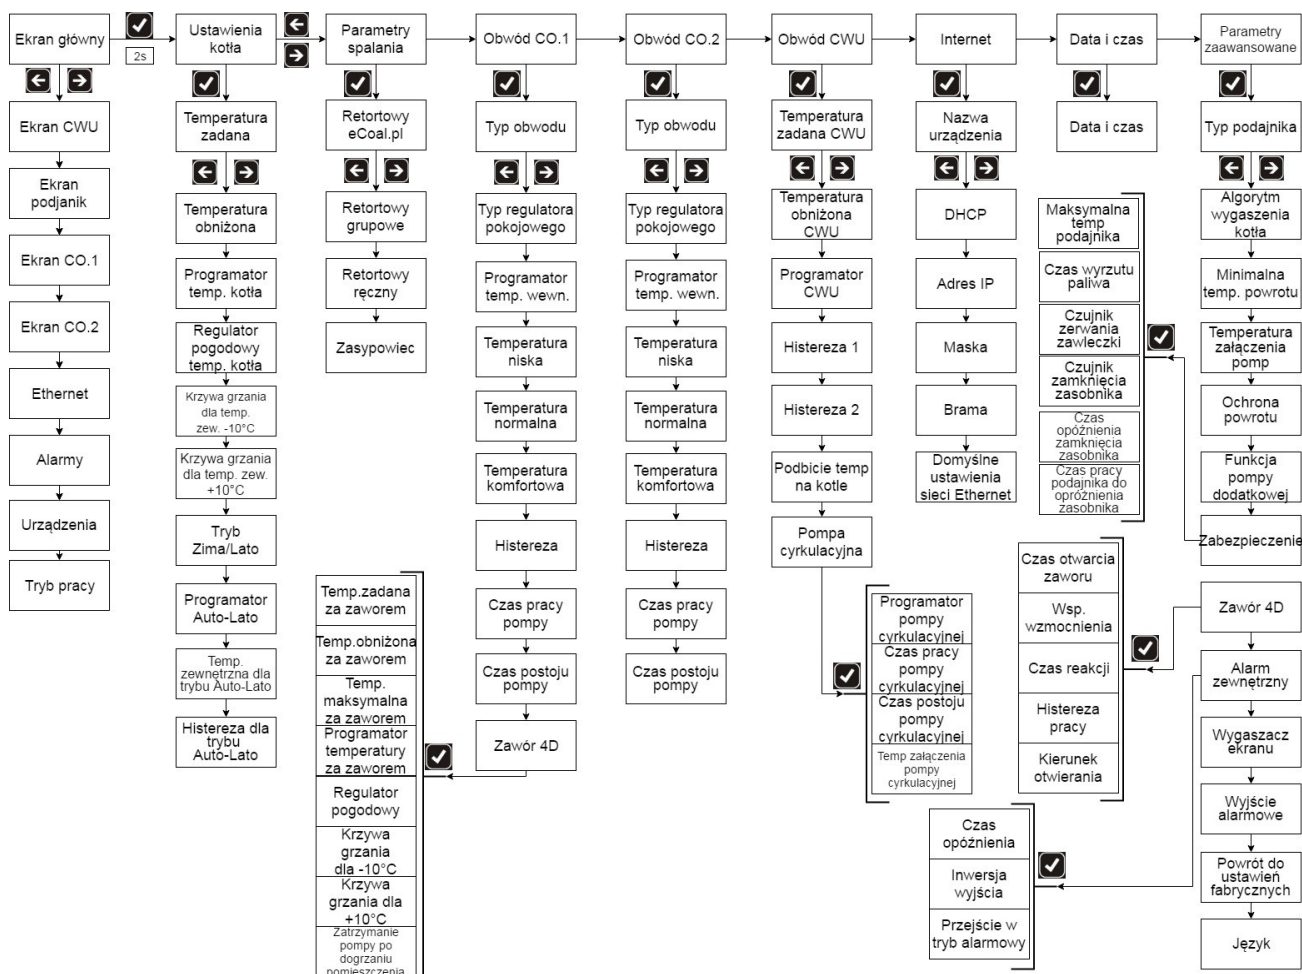 Ekran główny
2s
Ustawienia
kotła
Parametry
spalania
Obwód CO.1
Obwód CO.2
Obwód CWU
Internet
Data i czas
Parametry
zaawansowane
Ekran CWU
Ekran
podjanik
Ekran CO.1
Ekran CO.2
Ethernet
Alarmy
Urządzenia
Tryb pracy
Temperatura
zadana
Temperatura
obniżona
Programator
temp. kotła
Regulator
pogodowy
temp. kotła
Krzywa grzania
dla temp.
zew. -10°C
Krzywa grzania
dla temp. zew.
+10°C
Tryb
Zima/Lato
Programator
Auto-Lato
Temp.
zewnętrzna dla
trybu Auto-Lato
Histereza dla
trybu
Auto-Lato
Retortowy
eCoal.pl
Retortowy
grupowe
Retortowy
ręczny
Zasypowiec
Typ obwodu
Typ regulatora
pokojowego
Programator
temp. wewn.
Temperatura
niska
Temperatura
normalna
Temperatura
komfortowa
Histereza
Czas pracy
pompy
Czas postoju
pompy
Zawór 4D
Temp.zadana
za zaworem
Temp.obniżona
za zaworem
Temp.
maksymalna
za zaworem
Programator
temperatury
za zaworem
Regulator
pogodowy
Krzywa
grzania
dla -10°C
Krzywa
grzania dla
+10°C
Zatrzymanie
pompy po
dogrzaniu
pomieszczenia
Typ obwodu
Typ regulatora
pokojowego
Programator
temp. wewn.
Temperatura
niska
Temperatura
normalna
Temperatura
komfortowa
Histereza
Czas pracy
pompy
Czas postoju
pompy
Temperatura
zadana CWU
Temperatura
obniżona
CWU
Programator
CWU
Histereza 1
Histereza 2
Podbicie temp
na kotle
Pompa
cyrkulacyjna
Programator
pompy
cyrkulacyjnej
Czas pracy
pompy
cyrkulacyjnej
Czas postoju
pompy
cyrkulacyjnej
Temp załączenia
pompy
cyrkulacyjnej
Nazwa
urządzenia
DHCP
Adres IP
Maska
Brama
Domyślne
ustawienia
sieci Ethernet
Data i czas
Typ podajnika
Algorytm
wygaszenia
kotła
Minimalna
temp. powrotu
Temperatura
załączenia
pomp
Ochrona
powrotu
Funkcja
pompy
dodatkowej
Zabezpieczenie
Maksymalna
temp
podajnika
Czas wyrzutu
paliwa
Czujnik
zerwania
zawleczki
Czujnik
zamknięcia
zasobnika
Czas
opóźnienia
zamknięcia
zasobnika
Czas pracy
podajnika do
opróżnienia
zasobnika
Zawór 4D
Czas otwarcia
zaworu
Wsp.
wzmocnienia
Czas reakcji
Histereza
pracy
Kierunek
otwierania
Alarm
zewnętrzny
Czas
opóźnienia
Inwersja
wyjścia
Przejście w
tryb alarmowy
Wygaszacz
ekranu
Wyjście
alarmowe
Powrót do
ustawień
fabrycznych
Język